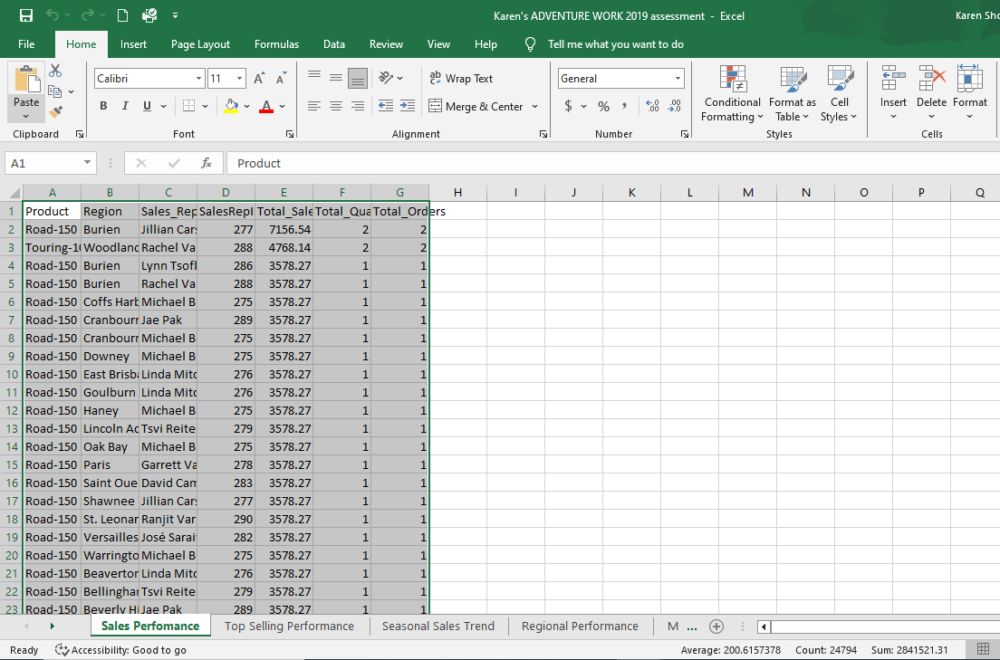 Karen's ADVENTURE WORK 2019 assessment - Excel
Karen Sho
File Home Insert Page Layout Formulas Data Review View Help Tell me what you want to do
Paste
Calibri 11
B I U
A
Wrap Text
Merge & Center
General
$ % ,
Conditional Formatting
Format as Table
Cell Styles
Insert Delete Format
Clipboard Font Alignment Number Styles Cells
A1 fx Product
A B C D E F G H I J K L M N O P Q
1 Product Region Sales_Rep SalesRepI Total_Sale Total_Qua Total_Orders
2 Road-150 Burien Jillian Cars 277 7156.54 2 2
3 Touring-10 Woodland Rachel Va 288 4768.14 2 2
4 Road-150 Burien Lynn Tsofl 286 3578.27 1 1
5 Road-150 Burien Rachel Va 288 3578.27 1 1
6 Road-150 Coffs Harb Michael B 275 3578.27 1 1
7 Road-150 Cranbourn Jae Pak 289 3578.27 1 1
8 Road-150 Cranbourn Michael B 275 3578.27 1 1
9 Road-150 Downey Michael B 275 3578.27 1 1
10 Road-150 East Brisba Linda Mitc 276 3578.27 1 1
11 Road-150 Goulburn Linda Mitc 276 3578.27 1 1
12 Road-150 Haney Michael B 275 3578.27 1 1
13 Road-150 Lincoln Ac Tsvi Reite 279 3578.27 1 1
14 Road-150 Oak Bay Michael B 275 3578.27 1 1
15 Road-150 Paris Garrett Va 278 3578.27 1 1
16 Road-150 Saint Oue David Cam 283 3578.27 1 1
17 Road-150 Shawnee Jillian Cars 277 3578.27 1 1
18 Road-150 St. Leonar Ranjit Var 290 3578.27 1 1
19 Road-150 Versailles José Sarai 282 3578.27 1 1
20 Road-150 Warringto Michael B 275 3578.27 1 1
21 Road-150 Beaverton Linda Mitc 276 3578.27 1 1
22 Road-150 Bellinghar Tsvi Reite 279 3578.27 1 1
23 Road-150 Beverly Hi Jae Pak 289 3578.27 1 1
Sales Perfomance Top Selling Performance Seasonal Sales Trend Regional Performance M ...
Ready Accessibility: Good to go Average: 200.6157378 Count: 24794 Sum: 2841521.31